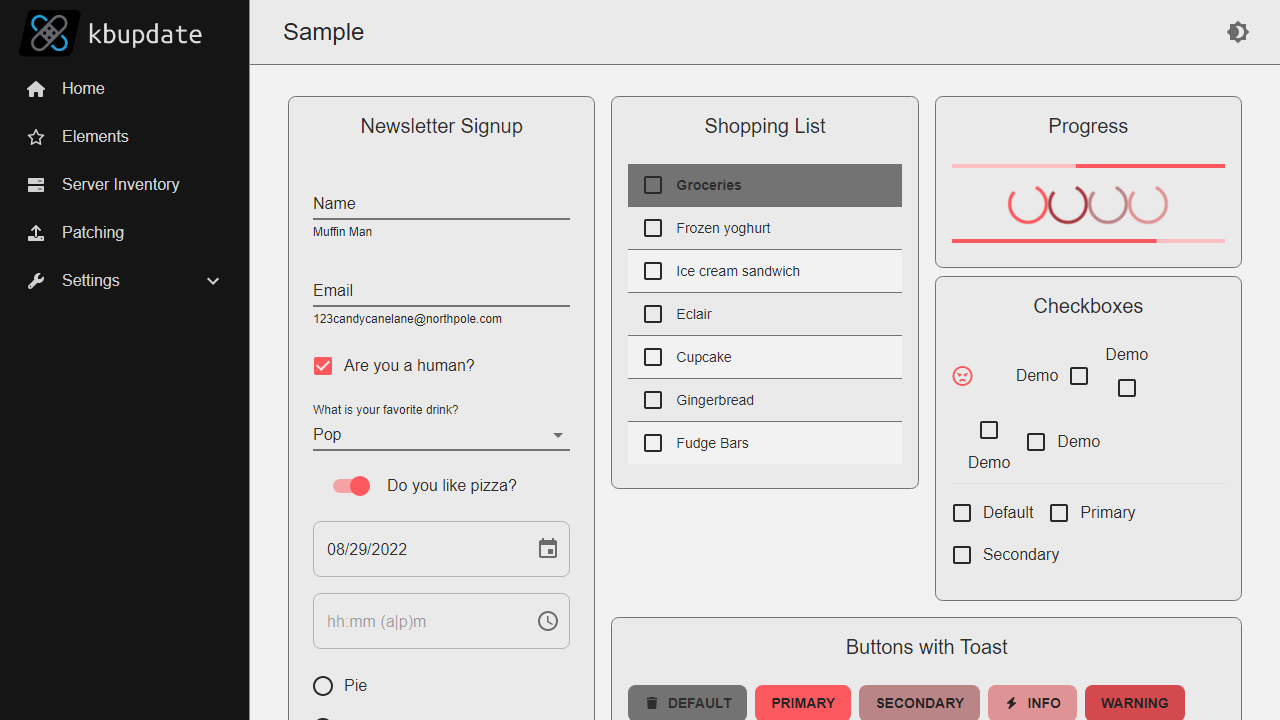 kbupdate
Home
Elements
Server Inventory
Patching
Settings
Sample
Newsletter Signup
Name
Muffin Man
Email
123candycanelane@northpole.com
Are you a human?
What is your favorite drink?
Pop
Do you like pizza?
08/29/2022
hh:mm (a|p)m
Pie
Shopping List
Groceries
Frozen yoghurt
Ice cream sandwich
Eclair
Cupcake
Gingerbread
Fudge Bars
Progress
Checkboxes
Demo
Demo
Demo
Demo
Default Primary
Secondary
Buttons with Toast
DEFAULT PRIMARY SECONDARY INFO WARNING